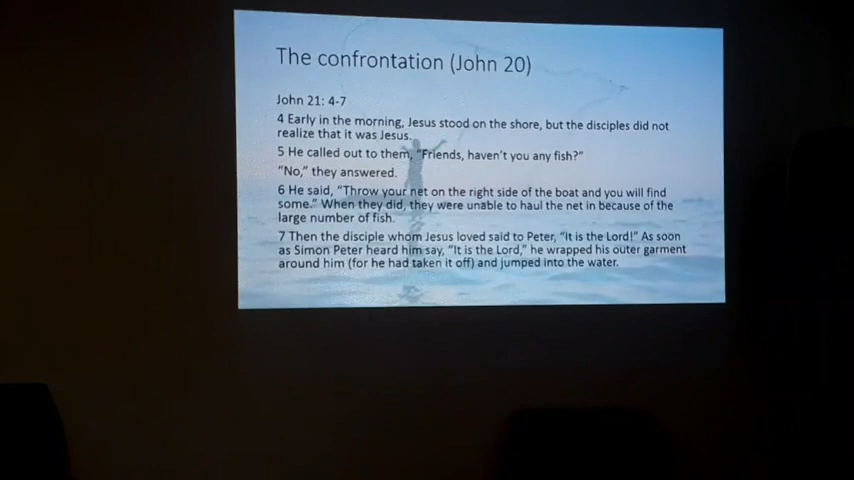 The confrontation (John 20)
John 21: 4-7
4 Early in the morning, Jesus stood on the shore, but the disciples did not
realize that it was Jesus.
5 He called out to them, “Friends, haven’t you any fish?”
“No,” they answered.
6 He said, “Throw your net on the right side of the boat and you will find
some.” When they did, they were unable to haul the net in because of the
large number of fish.
7 Then the disciple whom Jesus loved said to Peter, “It is the Lord!” As soon
as Simon Peter heard him say, “It is the Lord,” he wrapped his outer garment
around him (for he had taken it off) and jumped into the water.